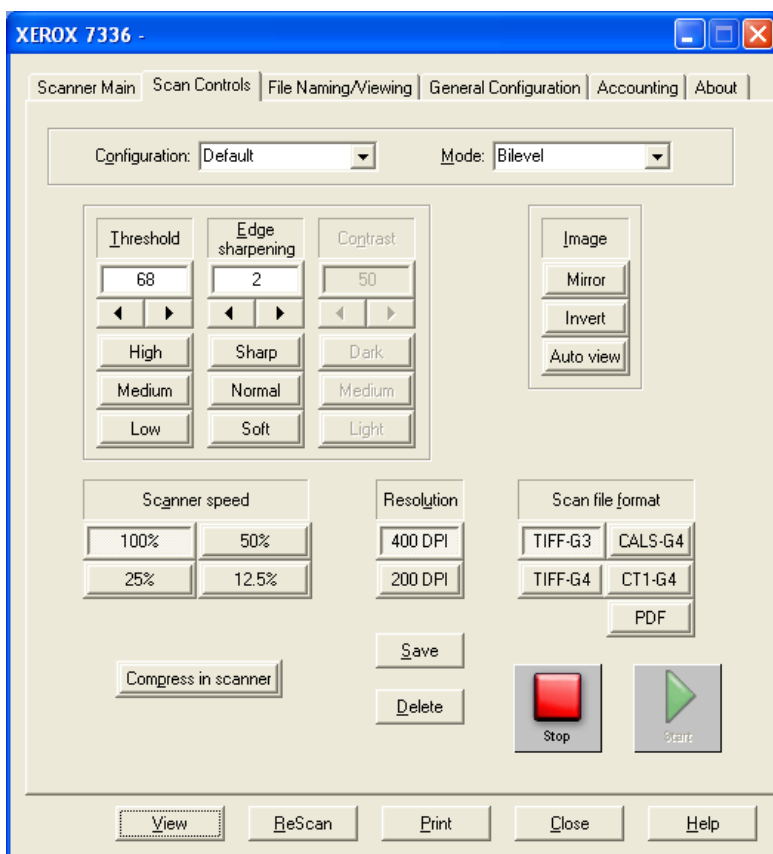 XEROX 7336 -
Scanner Main Scan Controls File Naming/Viewing General Configuration Accounting About
Configuration: Default Mode: Bilevel
Threshold Edge sharpening Contrast Image
68 2 50 Mirror
Invert
High Sharp Dark Auto view
Medium Normal Medium
Low Soft Light
Scanner speed Resolution Scan file format
100% 50% 400 DPI TIFF-G3 CALS-G4
25% 12.5% 200 DPI TIFF-G4 CT1-G4
PDF
Save
Compress in scanner
Delete
Stop Start
View ReScan Print Close Help